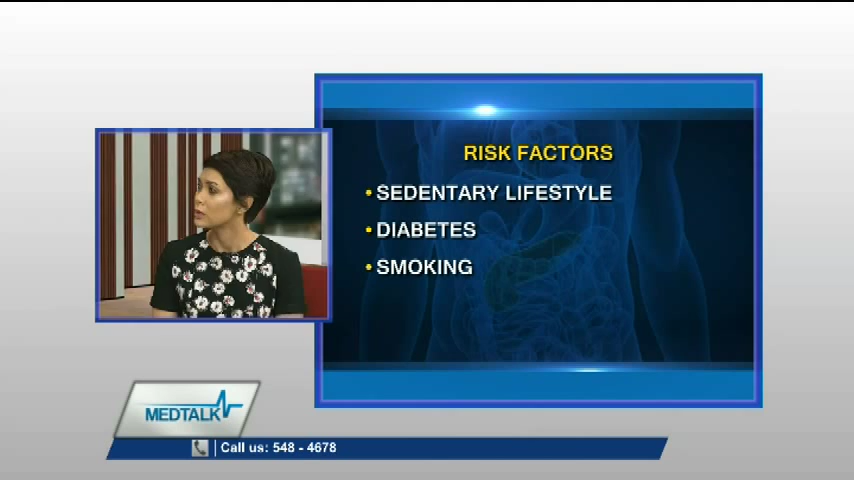 RISK FACTORS
• SEDENTARY LIFESTYLE
• DIABETES
• SMOKING
MEDTALK
Call us: 548 - 4678